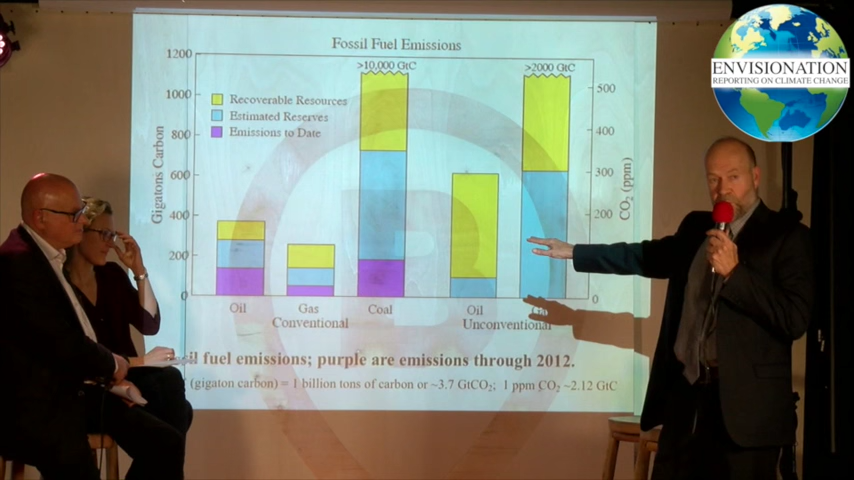 ENVISIONATION
REPORTING ON CLIMATE CHANGE
Fossil Fuel Emissions
1200
1000
800
600
400
200
0
Gigatons Carbon
Recoverable Resources
Estimated Reserves
Emissions to Date
>10,000 GtC
>2000 GtC
500
400
300
200
0
CO₂ (ppm)
Oil
Gas
Coal
Oil
Conventional
Unconventional
fuel emissions; purple are emissions through 2012.
(gigaton carbon) = 1 billion tons of carbon or ~3.7 GtCO₂; 1 ppm CO₂ ~2.12 GtC